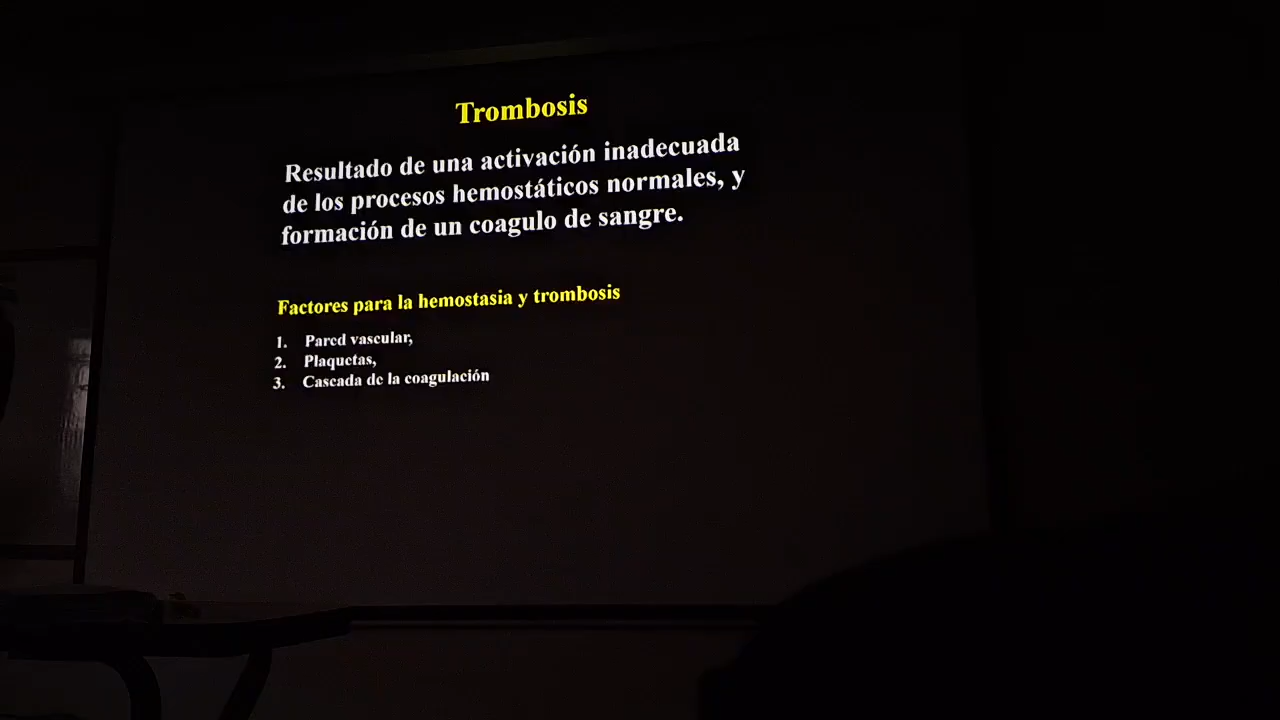 Trombosis
Resultado de una activación inadecuada
de los procesos hemostáticos normales, y
formación de un coagulo de sangre.
Factores para la hemostasia y trombosis
1. Pared vascular,
2. Plaquetas,
3. Cascada de la coagulación